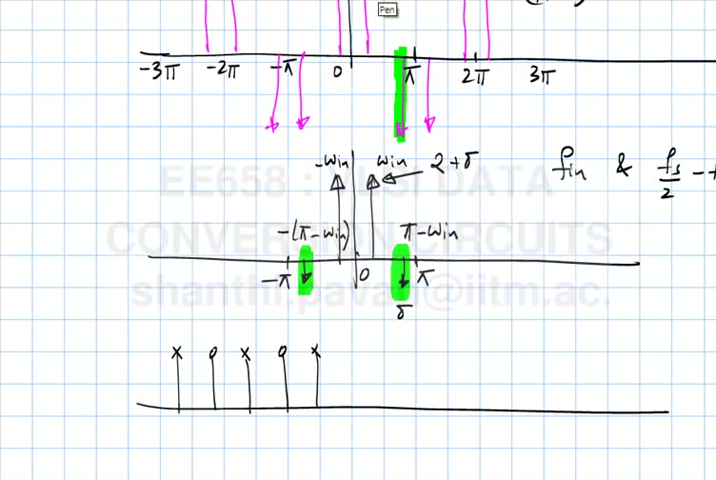 Pen
-3π -2π -π 0 π 2π 3π
-win win 2+δ fin & fs/2 -
EE658 : VLSI DATA
-(π-win) π-win
CONVERSION CIRCUITS
-π 0 π
shanthi.pavan@iitm.ac.
δ
x o x o x